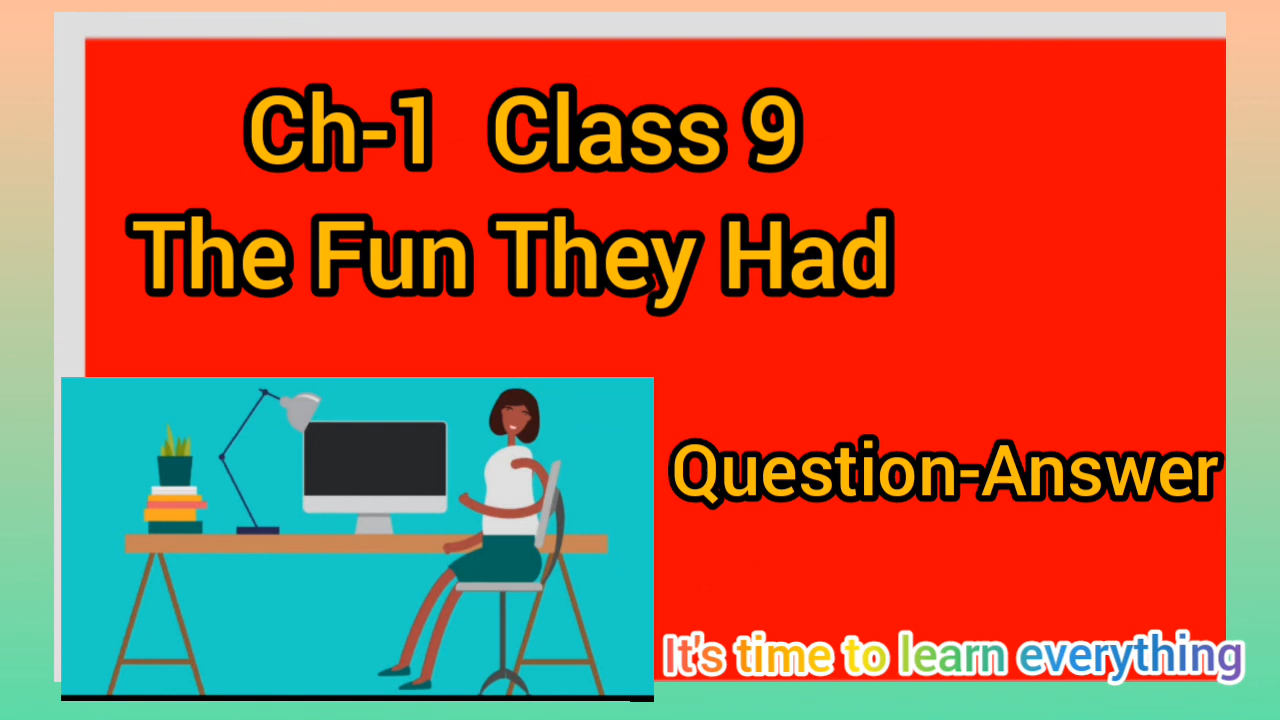 Ch-1 Class 9
The Fun They Had
Question-Answer
It's time to learn everything